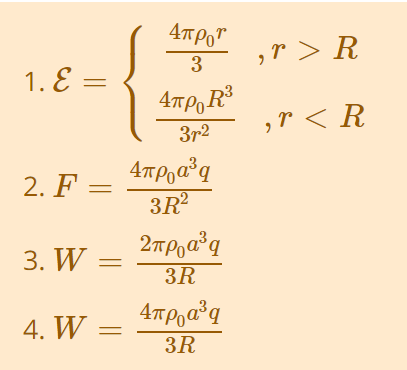 1. ℰ = { 4πρ₀r / 3 , r > R
4πρ₀R³ / 3r² , r < R
2. F = 4πρ₀a³q / 3R²
3. W = 2πρ₀a³q / 3R
4. W = 4πρ₀a³q / 3R